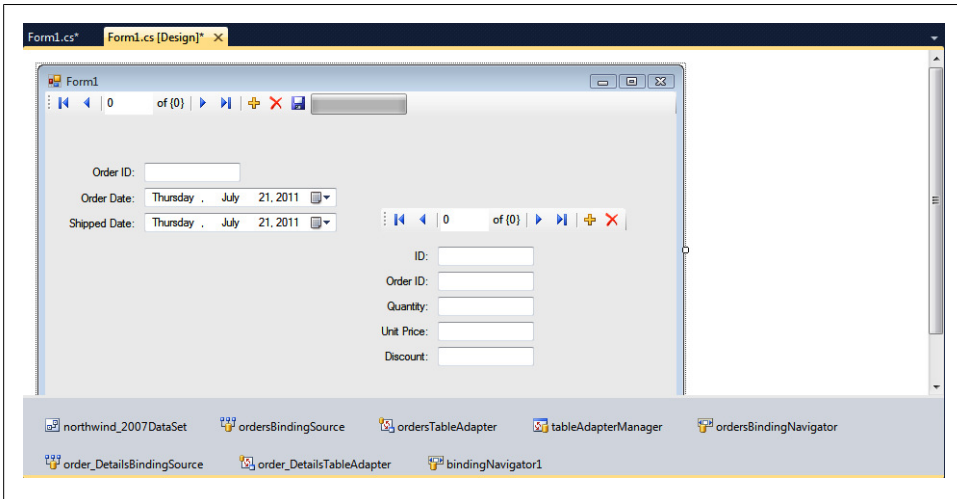 Form1.cs* Form1.cs [Design]*
Form1
0 of {0}
Order ID:
Order Date: Thursday , July 21, 2011
Shipped Date: Thursday , July 21, 2011
0 of {0}
ID:
Order ID:
Quantity:
Unit Price:
Discount:
northwind_2007DataSet ordersBindingSource ordersTableAdapter tableAdapterManager ordersBindingNavigator
order_DetailsBindingSource order_DetailsTableAdapter bindingNavigator1